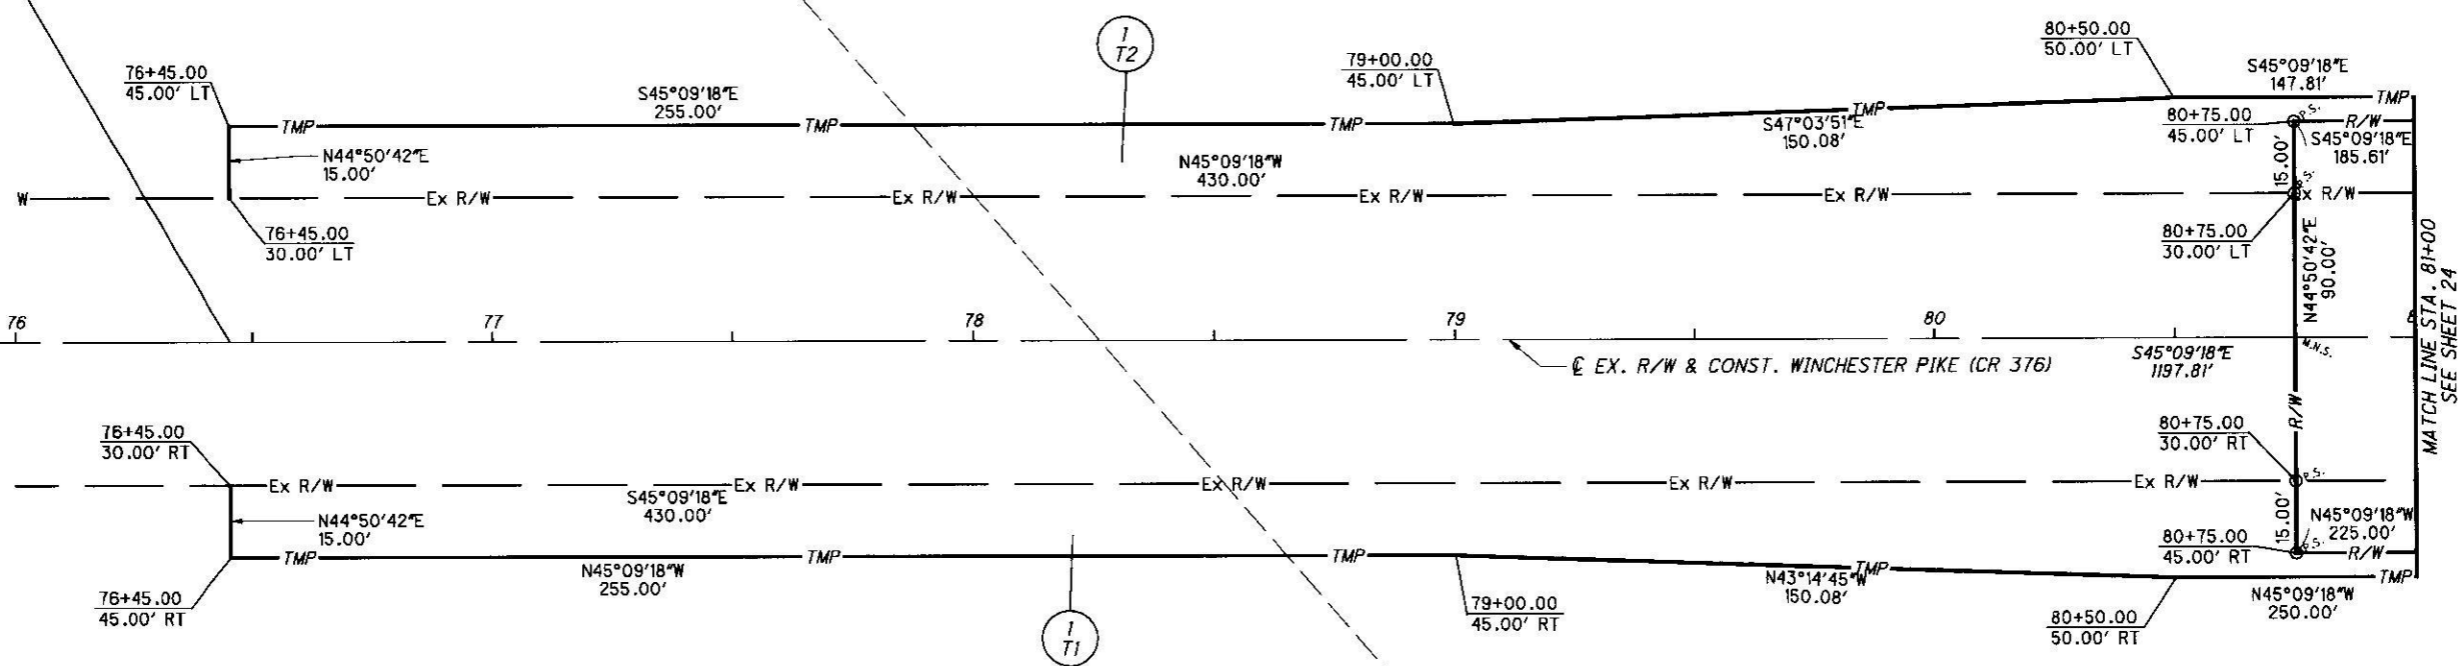 1
T2
80+50.00
50.00' LT
76+45.00
45.00' LT
79+00.00
45.00' LT
S45°09'18"E
147.81'
S45°09'18"E
255.00'
TMP
TMP
TMP
TMP
TMP
S47°03'51"E
150.08'
80+75.00
45.00' LT
P.S.
R/W
S45°09'18"E
185.61'
N44°50'42"E
15.00'
N45°09'18"W
430.00'
15.00'
P.S.
W
Ex R/W
Ex R/W
Ex R/W
Ex R/W
Ex R/W
76+45.00
30.00' LT
80+75.00
30.00' LT
N44°50'42"E
90.00'
MATCH LINE STA. 81+00
SEE SHEET 24
76
77
78
79
80
℄ EX. R/W & CONST. WINCHESTER PIKE (CR 376)
S45°09'18"E
1197.81'
M.N.S.
R/W
76+45.00
30.00' RT
80+75.00
30.00' RT
P.S.
Ex R/W
Ex R/W
Ex R/W
Ex R/W
Ex R/W
S45°09'18"E
430.00'
N44°50'42"E
15.00'
15.00'
N45°09'18"W
225.00'
80+75.00
45.00' RT
P.S.
R/W
TMP
TMP
TMP
TMP
TMP
N45°09'18"W
255.00'
N43°14'45"W
150.08'
76+45.00
45.00' RT
79+00.00
45.00' RT
N45°09'18"W
250.00'
80+50.00
50.00' RT
1
T1